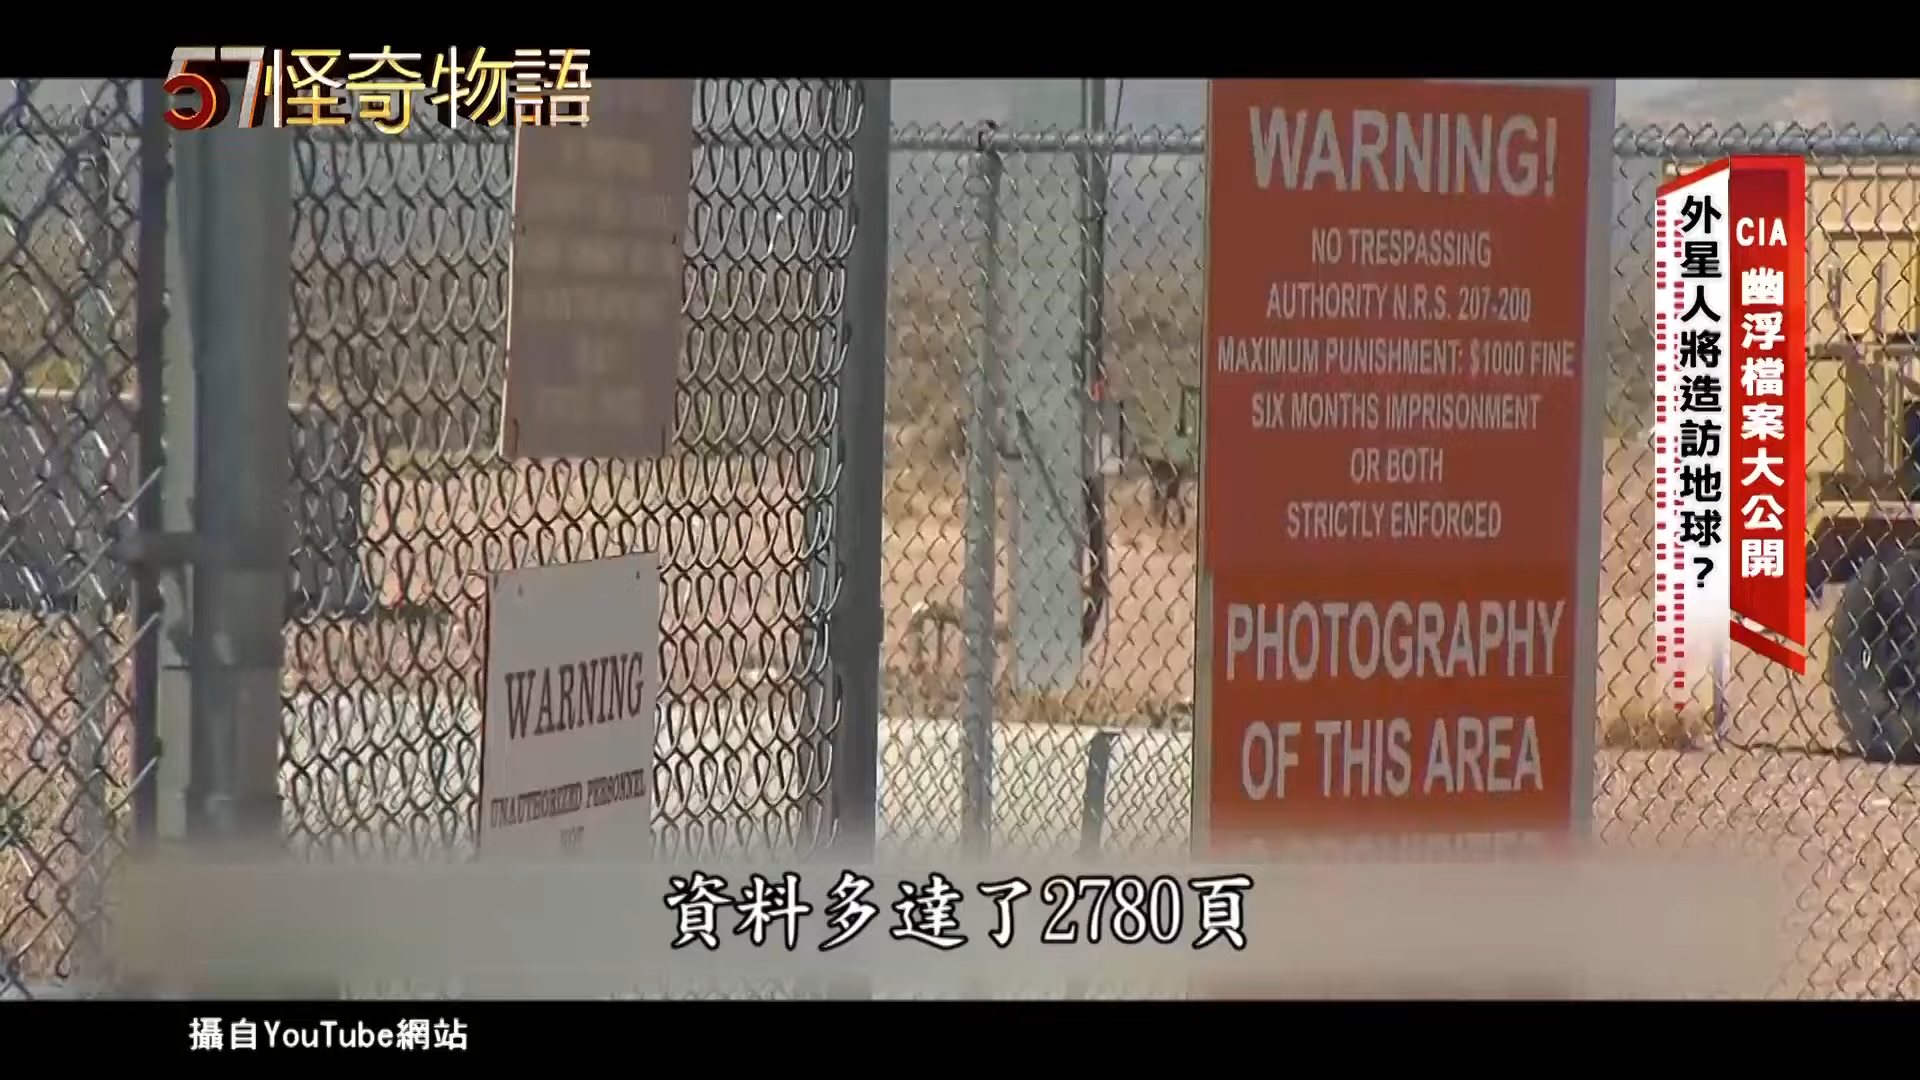 57怪奇物語
WARNING!
NO TRESPASSING
AUTHORITY N.R.S. 207-200
MAXIMUM PUNISHMENT: $1000 FINE
SIX MONTHS IMPRISONMENT
OR BOTH
STRICTLY ENFORCED
PHOTOGRAPHY
OF THIS AREA
WARNING
UNAUTHORIZED PERSONNEL
CIA幽浮檔案大公開
外星人將造訪地球？
資料多達了2780頁
攝自YouTube網站